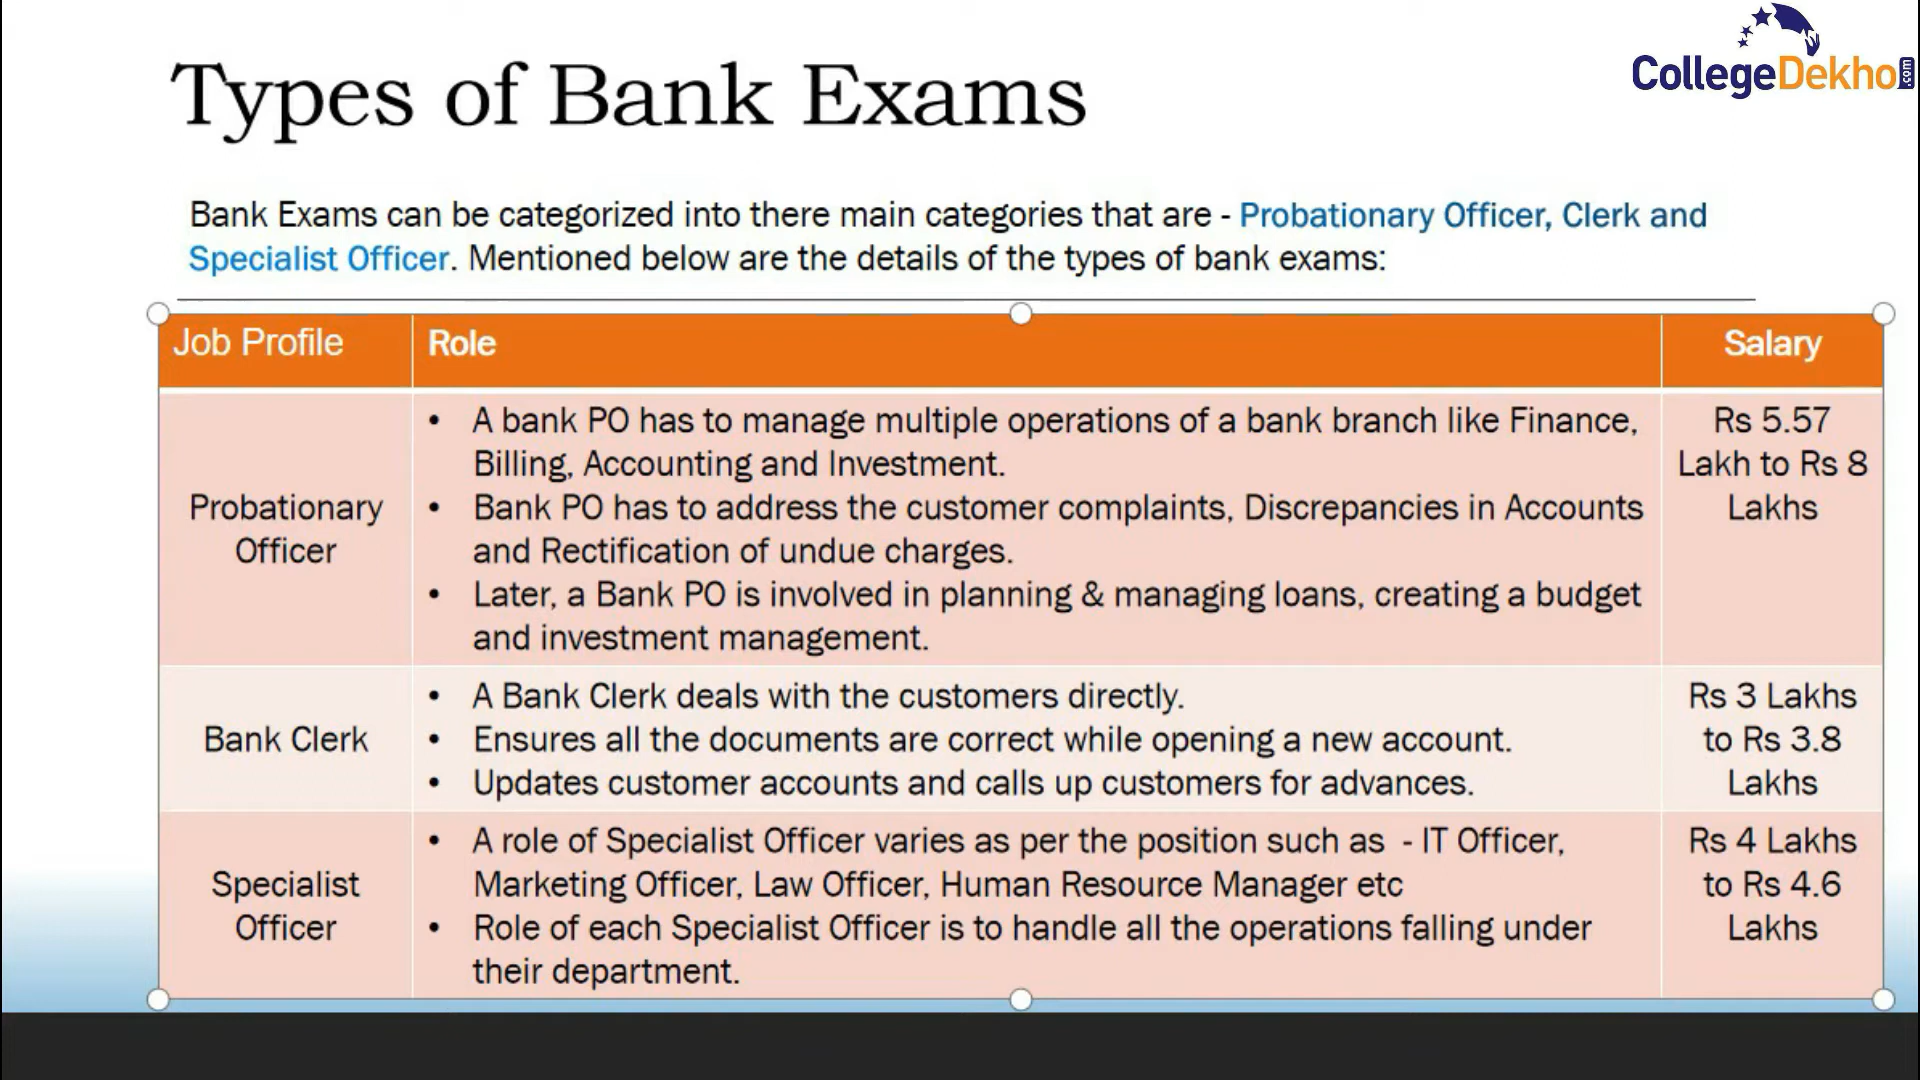 CollegeDekho.com
Types of Bank Exams
Bank Exams can be categorized into there main categories that are - Probationary Officer, Clerk and
Specialist Officer. Mentioned below are the details of the types of bank exams:
Job Profile
Role
Salary
Probationary
Officer
• A bank PO has to manage multiple operations of a bank branch like Finance,
Billing, Accounting and Investment.
• Bank PO has to address the customer complaints, Discrepancies in Accounts
and Rectification of undue charges.
• Later, a Bank PO is involved in planning & managing loans, creating a budget
and investment management.
Rs 5.57
Lakh to Rs 8
Lakhs
Bank Clerk
• A Bank Clerk deals with the customers directly.
• Ensures all the documents are correct while opening a new account.
• Updates customer accounts and calls up customers for advances.
Rs 3 Lakhs
to Rs 3.8
Lakhs
Specialist
Officer
• A role of Specialist Officer varies as per the position such as - IT Officer,
Marketing Officer, Law Officer, Human Resource Manager etc
• Role of each Specialist Officer is to handle all the operations falling under
their department.
Rs 4 Lakhs
to Rs 4.6
Lakhs